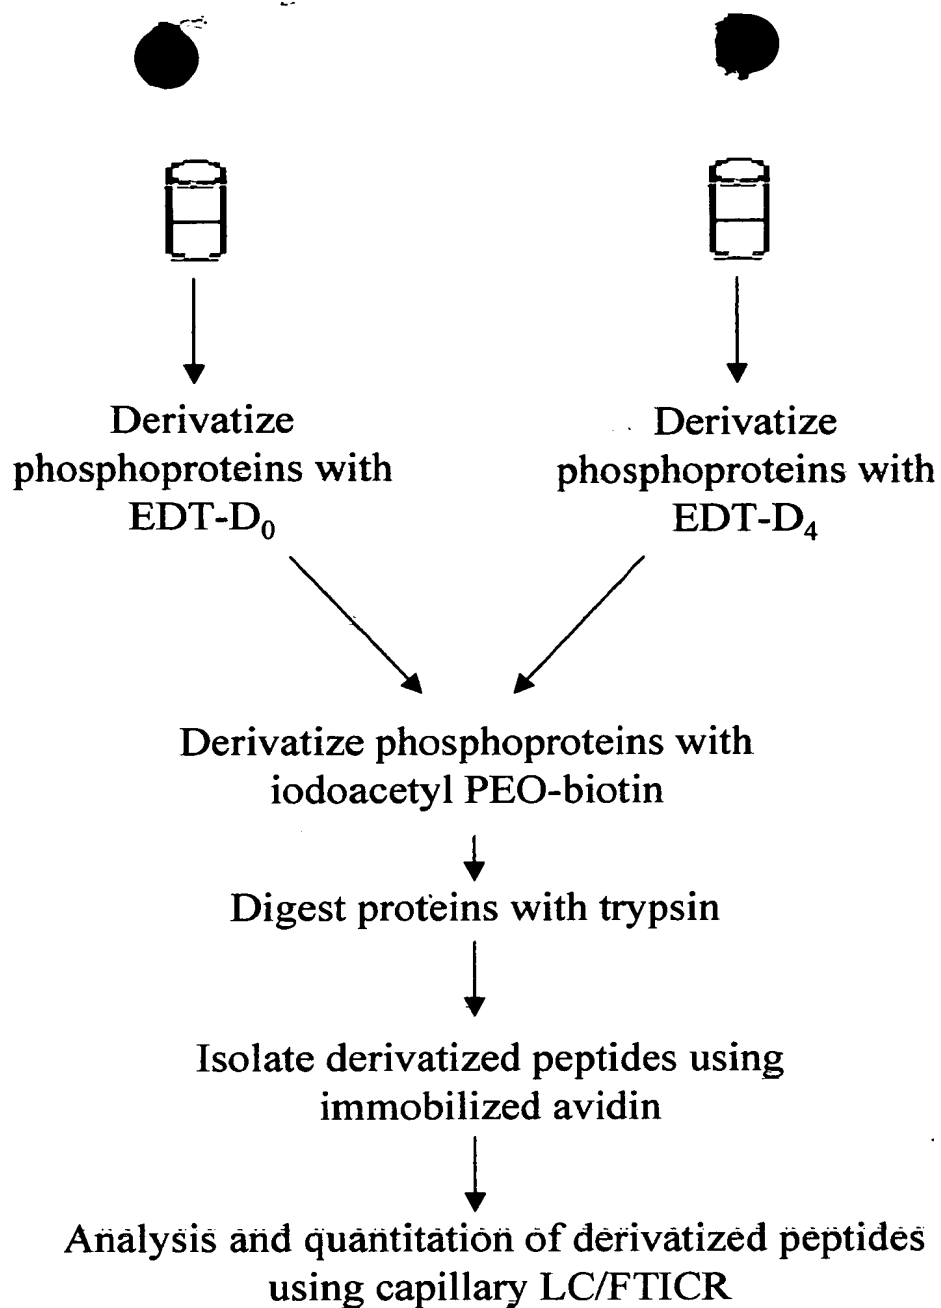 Derivatize
phosphoproteins with
EDT-D₀
Derivatize
phosphoproteins with
EDT-D₄
Derivatize phosphoproteins with
iodoacetyl PEO-biotin
Digest proteins with trypsin
Isolate derivatized peptides using
immobilized avidin
Analysis and quantitation of derivatized peptides
using capillary LC/FTICR